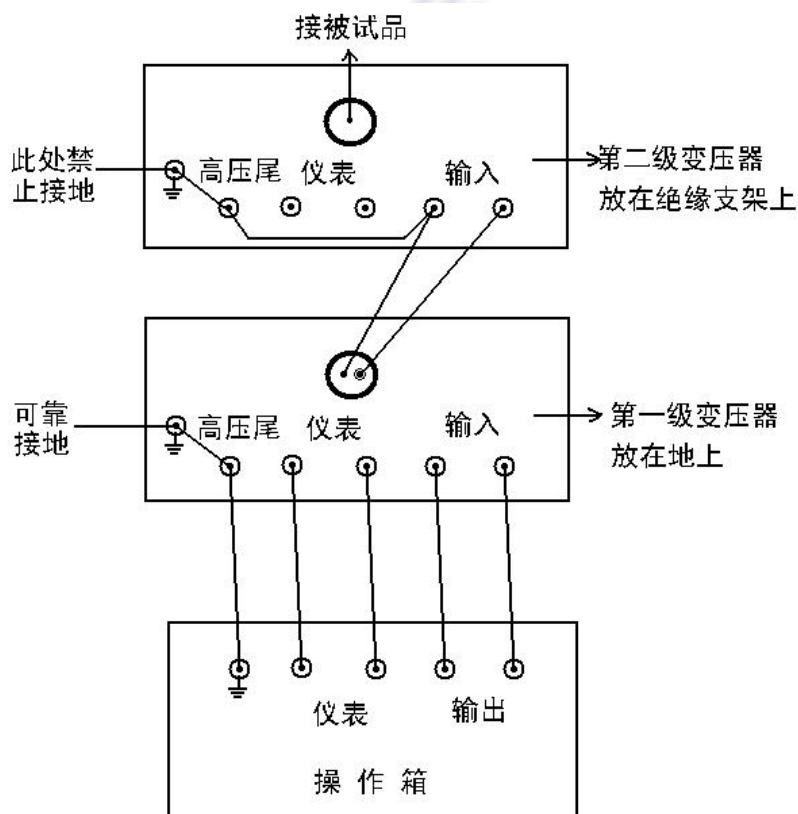 接被试品
此处禁
止接地
高压尾 仪表 输入
第二级变压器
放在绝缘支架上
可靠
接地
高压尾 仪表 输入
第一级变压器
放在地上
仪表 输出
操 作 箱